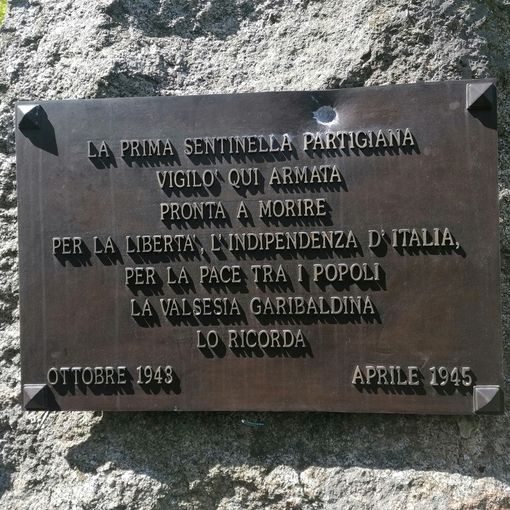 LA PRIMA SENTINELLA PARTIGIANA
VIGILO' QUI ARMATA
PRONTA A MORIRE
PER LA LIBERTA', L'INDIPENDENZA D'ITALIA,
PER LA PACE TRA I POPOLI
LA VALSESIA GARIBALDINA
LO RICORDA
OTTOBRE 1943 APRILE 1945